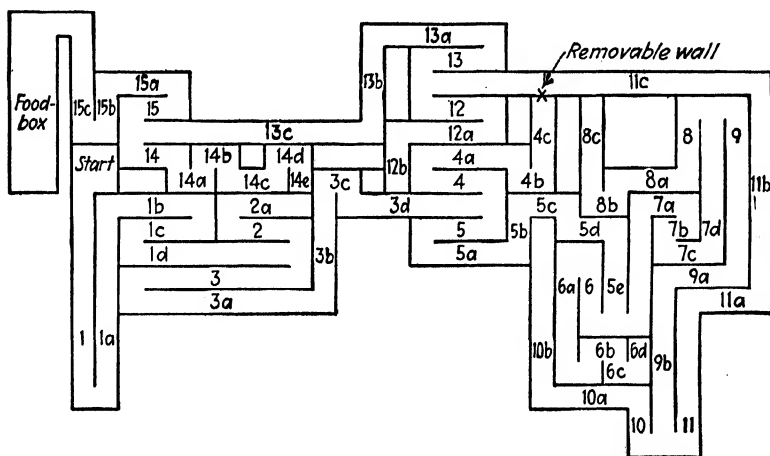 13a
Removable wall
13
11c
15a
Food-
box
15c
15b
15
13b
12
8
9
13c
12a
4c
8c
Start
14
14b
14d
12b
4a
14a
14c
14e
3c
4
4b
8a
11b
1b
2a
3d
5c
8b
7a
1c
2
5
5b
5d
7b
7d
1d
3b
5a
7c
3
6a
6
5e
9a
3a
11a
1
1a
10b
6b
6d
9b
6c
10a
10
11